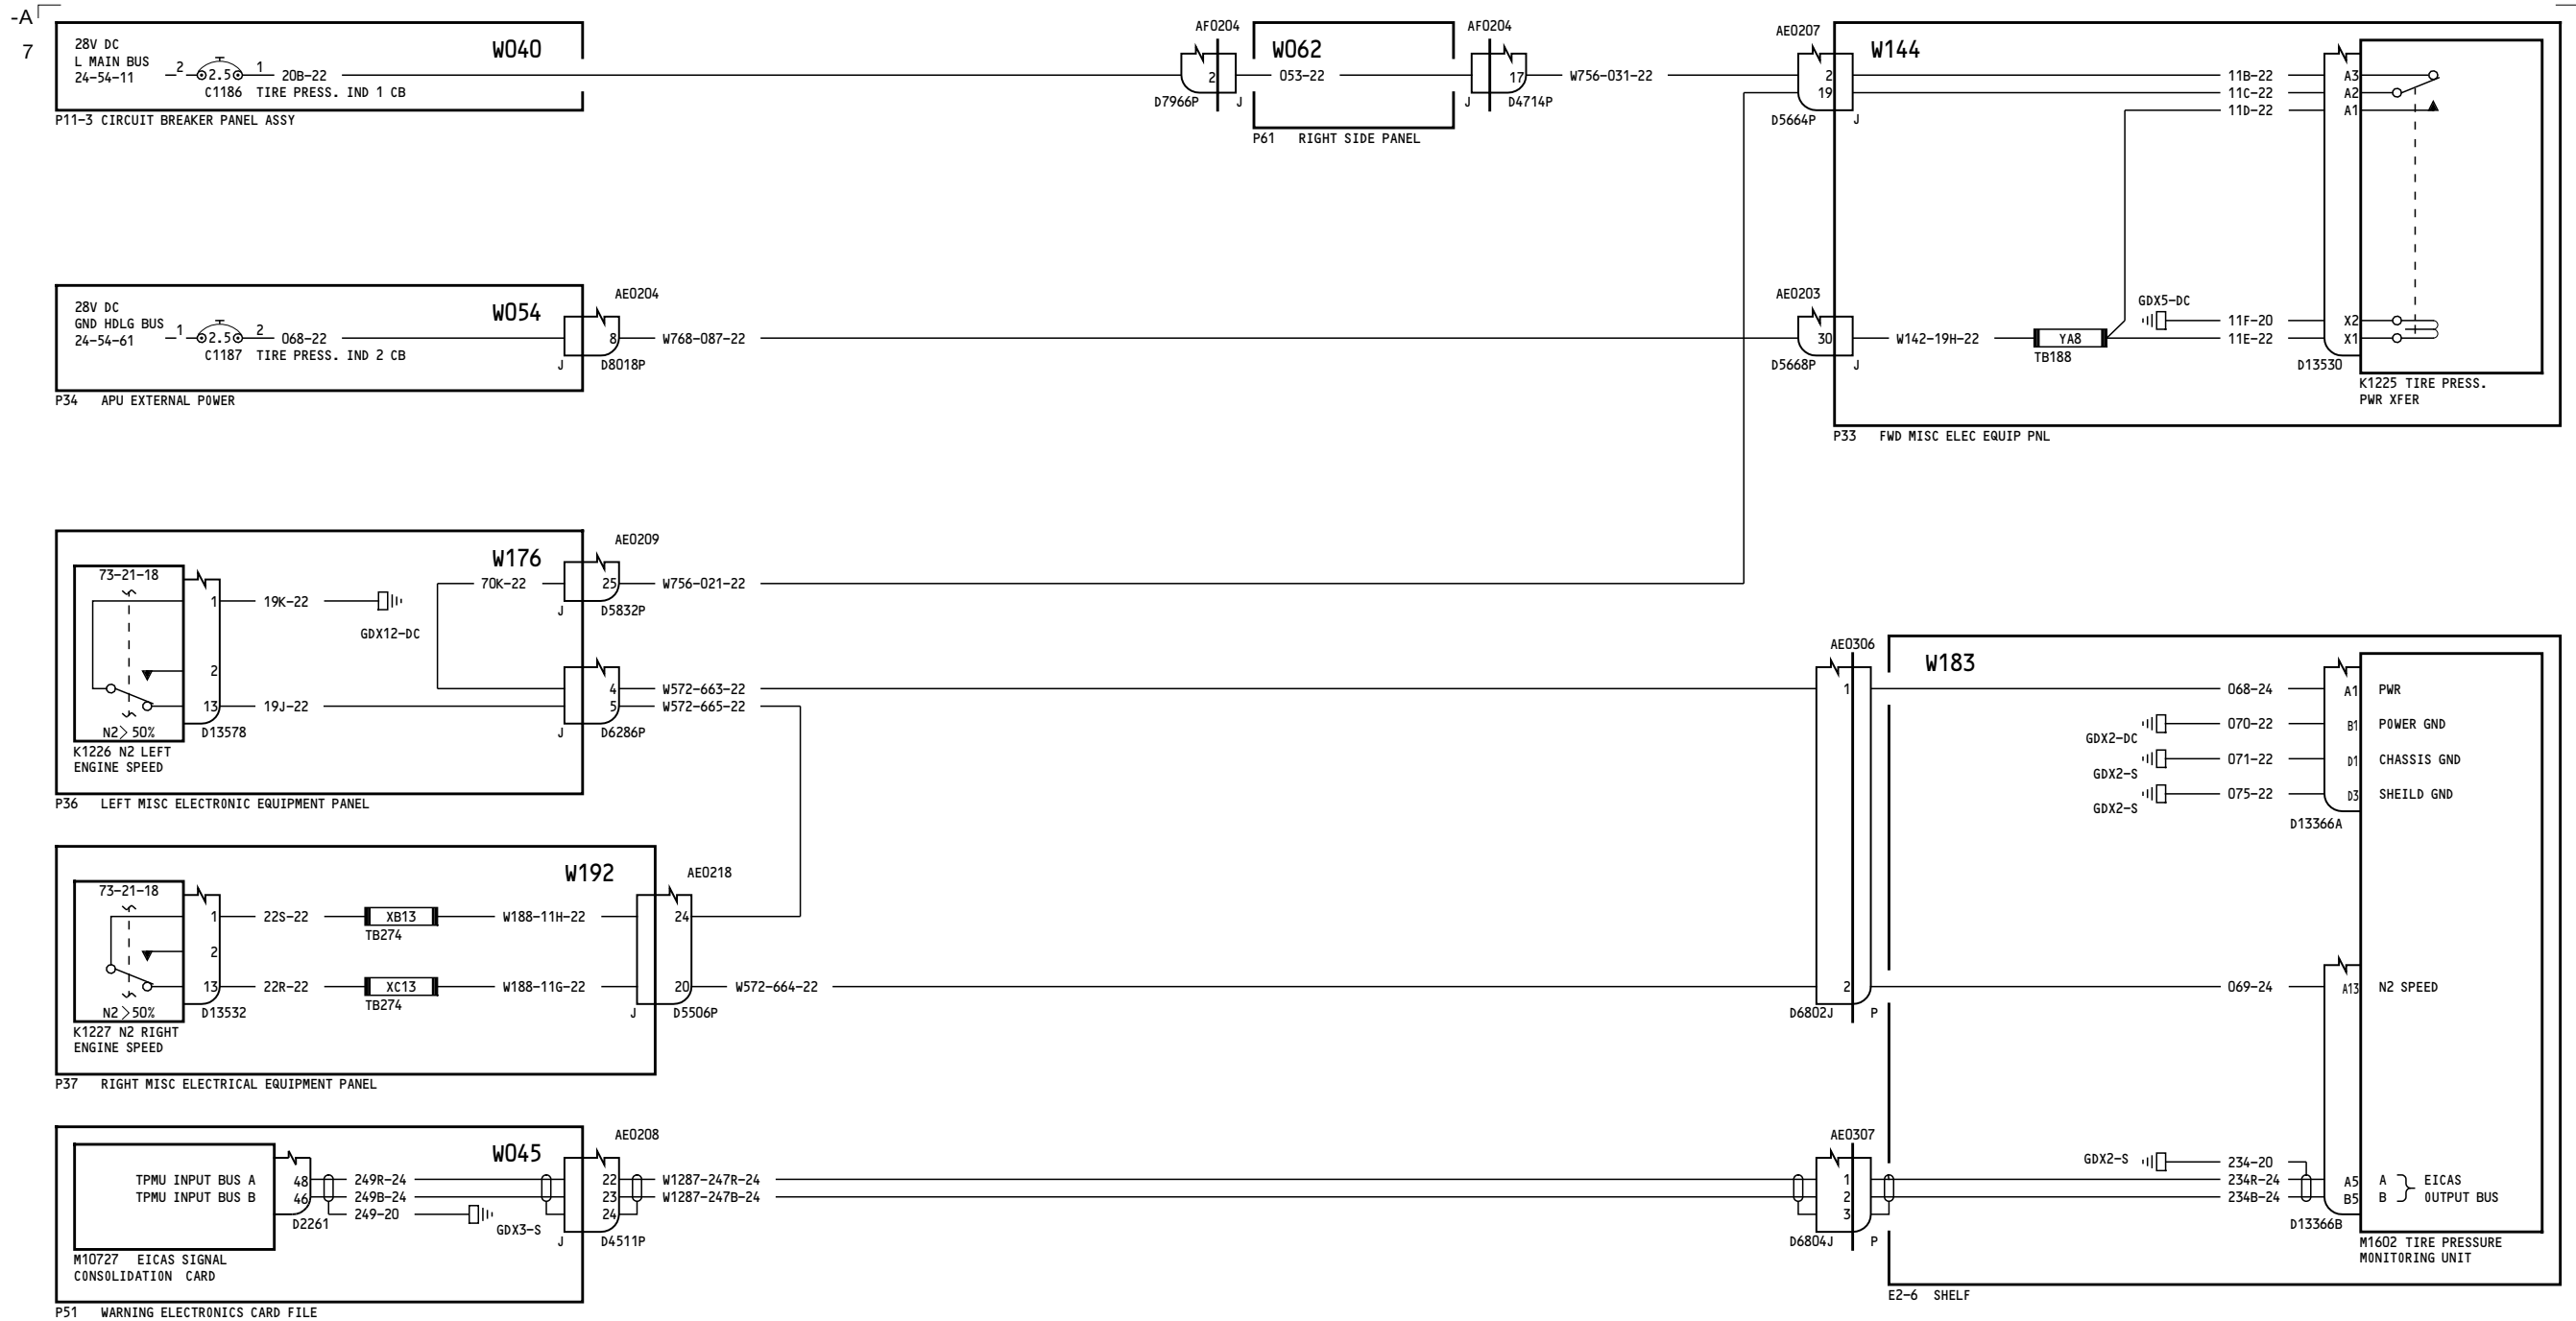 -A
7
28V DC
L MAIN BUS
24-54-11
2
2.5
1
20B-22
C1186 TIRE PRESS. IND 1 CB
W040
P11-3 CIRCUIT BREAKER PANEL ASSY
AF0204
2
D7966P
J
W062
053-22
P61 RIGHT SIDE PANEL
AF0204
17
J
D4714P
W756-031-22
AE0207
2
19
D5664P
J
W144
11B-22
11C-22
11D-22
A3
A2
A1
28V DC
GND HDLG BUS
24-54-61
1
2.5
2
068-22
C1187 TIRE PRESS. IND 2 CB
W054
P34 APU EXTERNAL POWER
AE0204
8
J
D8018P
W768-087-22
AE0203
30
D5668P
J
W142-19H-22
YA8
TB188
GDX5-DC
11F-20
11E-22
X2
X1
D13530
K1225 TIRE PRESS.
PWR XFER
P33 FWD MISC ELEC EQUIP PNL
W176
73-21-18
1
2
13
19K-22
GDX12-DC
19J-22
N2>50%
D13578
K1226 N2 LEFT
ENGINE SPEED
P36 LEFT MISC ELECTRONIC EQUIPMENT PANEL
70K-22
AE0209
25
J
D5832P
W756-021-22
4
5
J
D6286P
W572-663-22
W572-665-22
W192
73-21-18
1
2
13
22S-22
XB13
TB274
W188-11H-22
22R-22
XC13
TB274
W188-11G-22
N2>50%
D13532
K1227 N2 RIGHT
ENGINE SPEED
P37 RIGHT MISC ELECTRICAL EQUIPMENT PANEL
AE0218
24
20
J
D5506P
W572-664-22
AE0306
1
2
D6802J
P
W183
068-24
A1
PWR
GDX2-DC
070-22
B1
POWER GND
GDX2-S
071-22
D1
CHASSIS GND
GDX2-S
075-22
D3
SHEILD GND
D13366A
069-24
A13
N2 SPEED
W045
TPMU INPUT BUS A
TPMU INPUT BUS B
48
46
D2261
249R-24
249B-24
249-20
GDX3-S
M10727 EICAS SIGNAL
CONSOLIDATION CARD
P51 WARNING ELECTRONICS CARD FILE
AE0208
22
23
24
J
D4511P
W1287-247R-24
W1287-247B-24
AE0307
1
2
3
D6804J
P
GDX2-S
234-20
234R-24
234B-24
A5
B5
A
B
EICAS
OUTPUT BUS
D13366B
M1602 TIRE PRESSURE
MONITORING UNIT
E2-6 SHELF